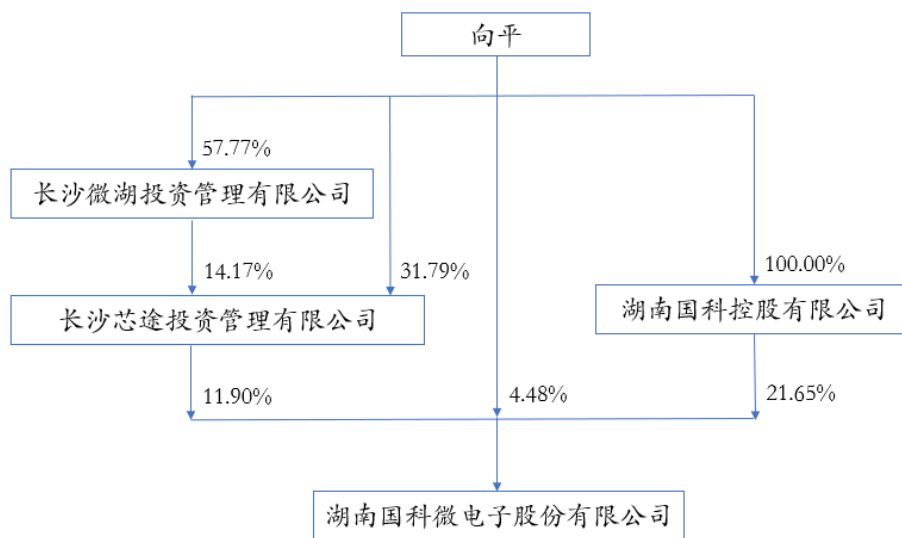 向平
57.77%
长沙微湖投资管理有限公司
14.17%
31.79%
100.00%
长沙芯途投资管理有限公司
湖南国科控股有限公司
11.90%
4.48%
21.65%
湖南国科微电子股份有限公司